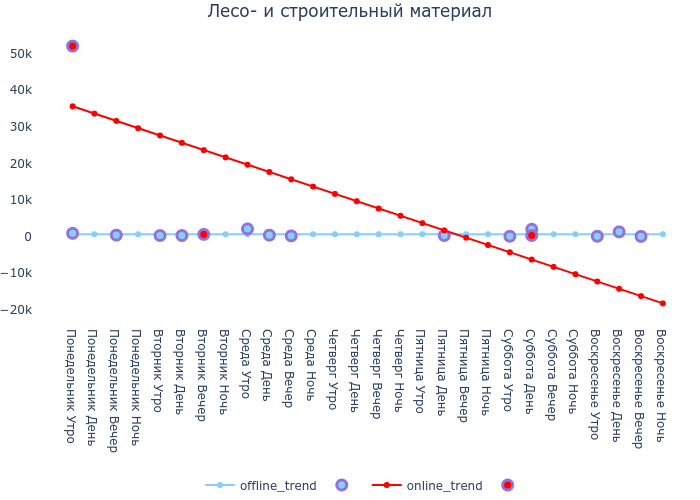 Лесо- и строительный материал
50k
40k
30k
20k
10k
0
−10k
−20k
Понедельник Утро
Понедельник День
Понедельник Вечер
Понедельник Ночь
Вторник Утро
Вторник День
Вторник Вечер
Вторник Ночь
Среда Утро
Среда День
Среда Вечер
Среда Ночь
Четверг Утро
Четверг День
Четверг Вечер
Четверг Ночь
Пятница Утро
Пятница День
Пятница Вечер
Пятница Ночь
Суббота Утро
Суббота День
Суббота Вечер
Суббота Ночь
Воскресенье Утро
Воскресенье День
Воскресенье Вечер
Воскресенье Ночь
offline_trend online_trend